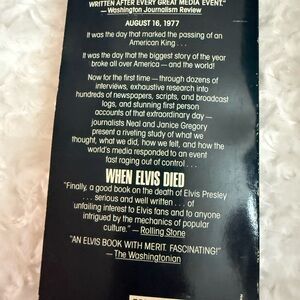 WRITTEN AFTER EVERY GREAT MEDIA EVENT."
— Washington Journalism Review
AUGUST 16, 1977
It was the day that marked the passing of an
American King . . .
It was the day that the biggest story of the year
broke all over America — and the world!
Now for the first time — through dozens of
interviews, exhaustive research into
hundreds of newspapers, scripts, and broadcast
logs, and stunning first person
accounts of that extraordinary day —
journalists Neal and Janice Gregory
present a riveting study of what we
thought, what we did, how we felt, and how the
world's media responded to an event
fast raging out of control . . .
WHEN ELVIS DIED
"Finally, a good book on the death of Elvis Presley
. . . serious and well written . . . of
unfailing interest to Elvis fans and to anyone
intrigued by the mechanics of popular
culture." — Rolling Stone
"AN ELVIS BOOK WITH MERIT. FASCINATING!"
— The Washingtonian